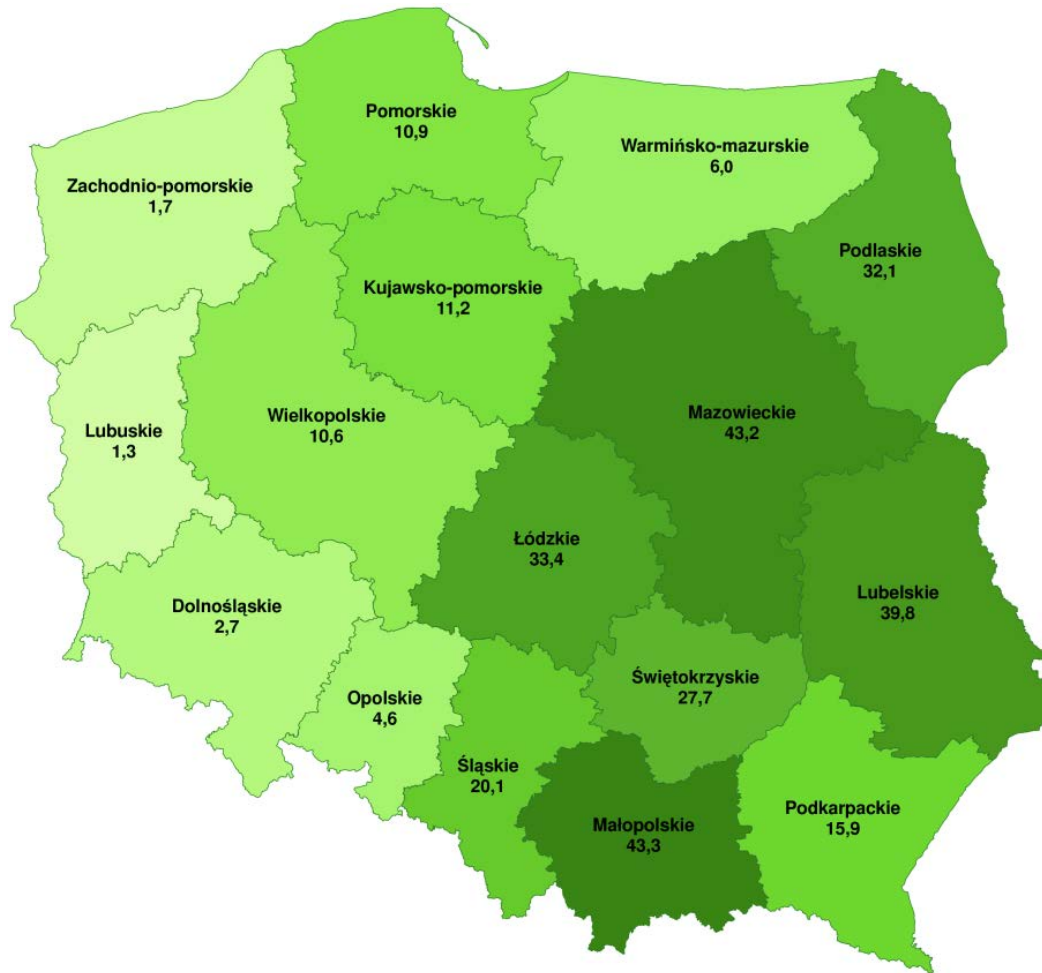 Pomorskie
10,9
Warmińsko-mazurskie
6,0
Zachodnio-pomorskie
1,7
Podlaskie
32,1
Kujawsko-pomorskie
11,2
Mazowieckie
43,2
Wielkopolskie
10,6
Lubuskie
1,3
Łódzkie
33,4
Lubelskie
39,8
Dolnośląskie
2,7
Świętokrzyskie
27,7
Opolskie
4,6
Śląskie
20,1
Podkarpackie
15,9
Małopolskie
43,3